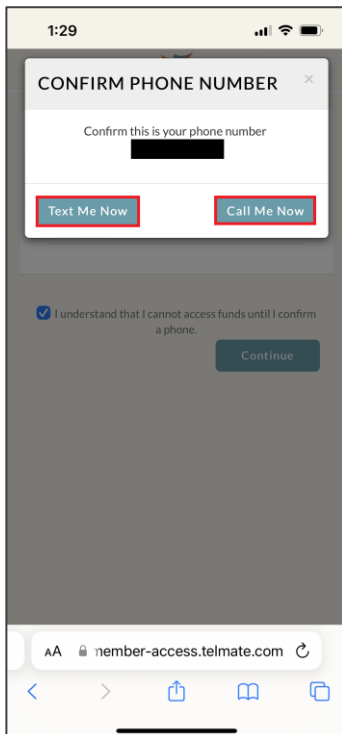 1:29
CONFIRM PHONE NUMBER ×
Confirm this is your phone number
Text Me Now Call Me Now
I understand that I cannot access funds until I confirm
a phone.
Continue
AA member-access.telmate.com